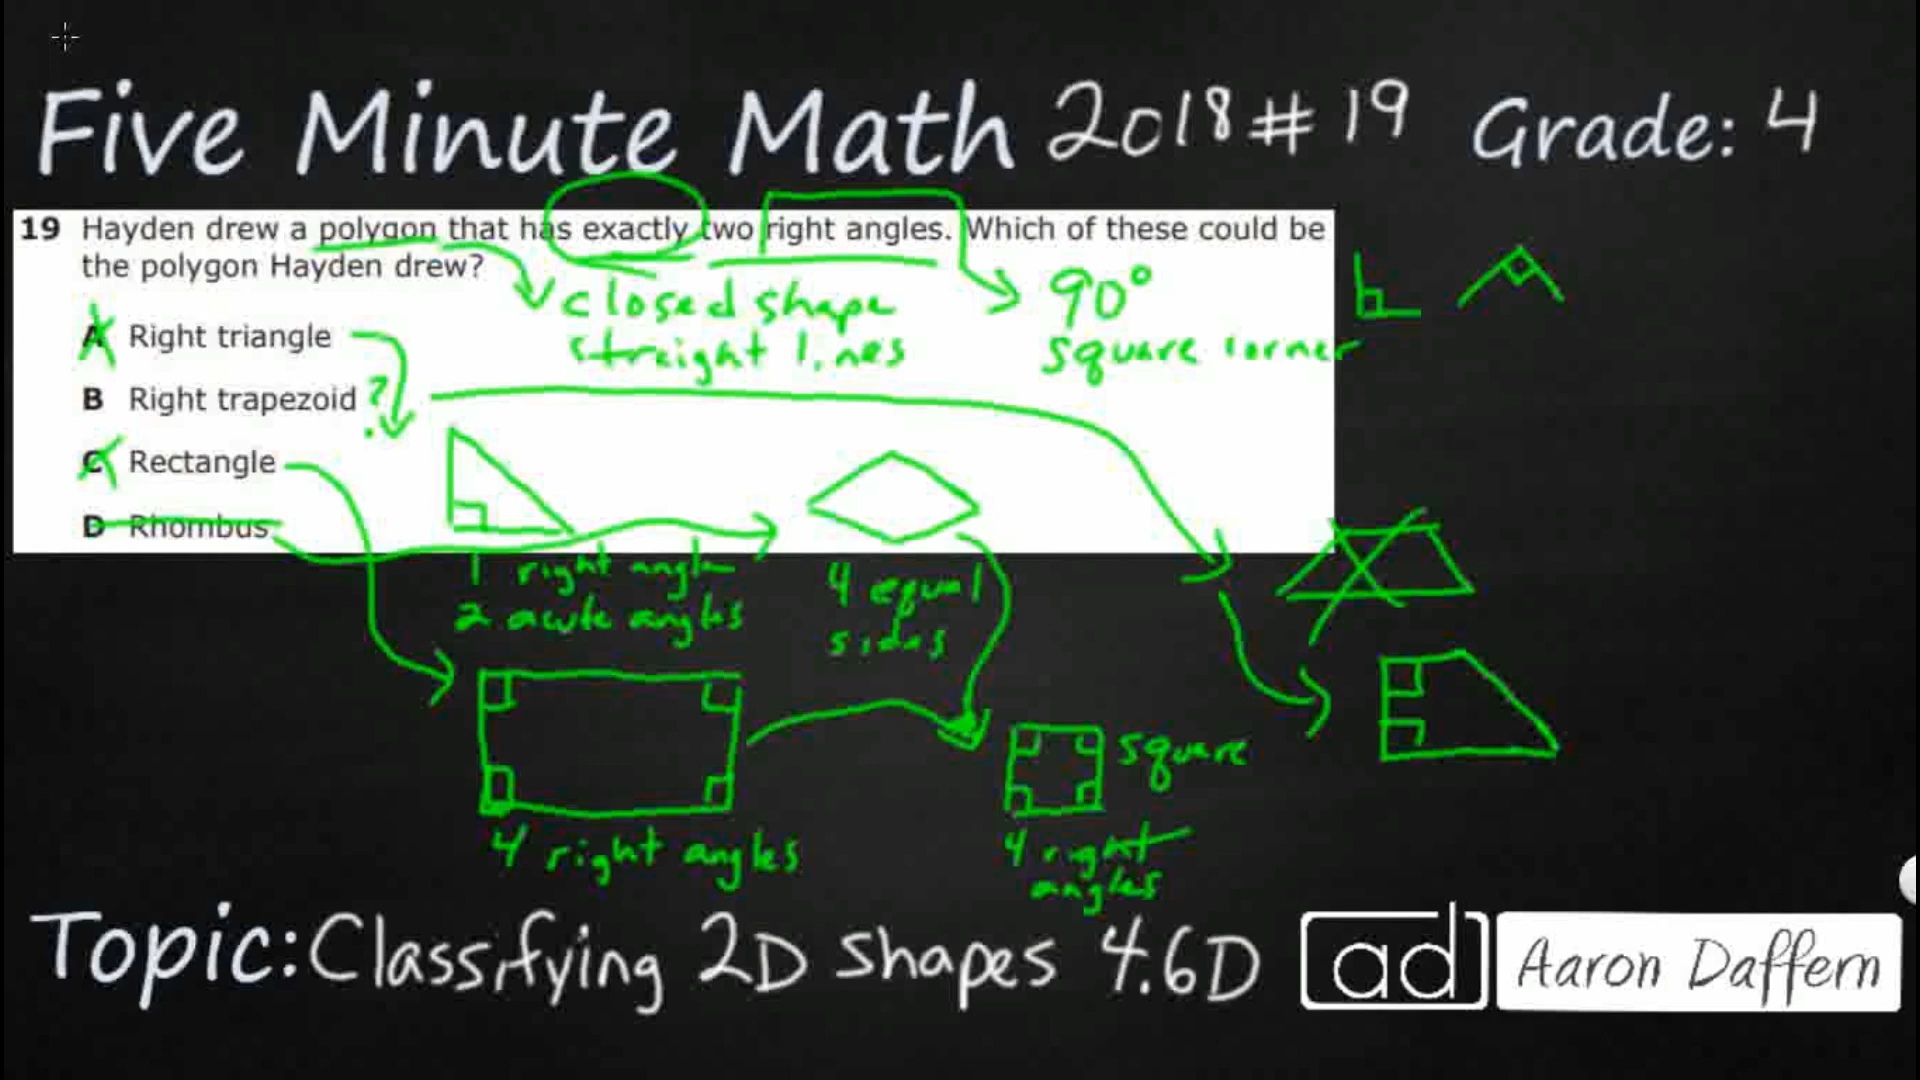 Five Minute Math 2018 # 19 Grade: 4
19 Hayden drew a polygon that has exactly two right angles. Which of these could be
the polygon Hayden drew?
closed shape
straight lines
90°
square corner
A Right triangle
B Right trapezoid ?
C Rectangle
D Rhombus
1 right angle
2 acute angles
4 equal
sides
square
4 right angles
4 right
angles
Topic: Classifying 2D shapes 4.6D
ad Aaron Daffern